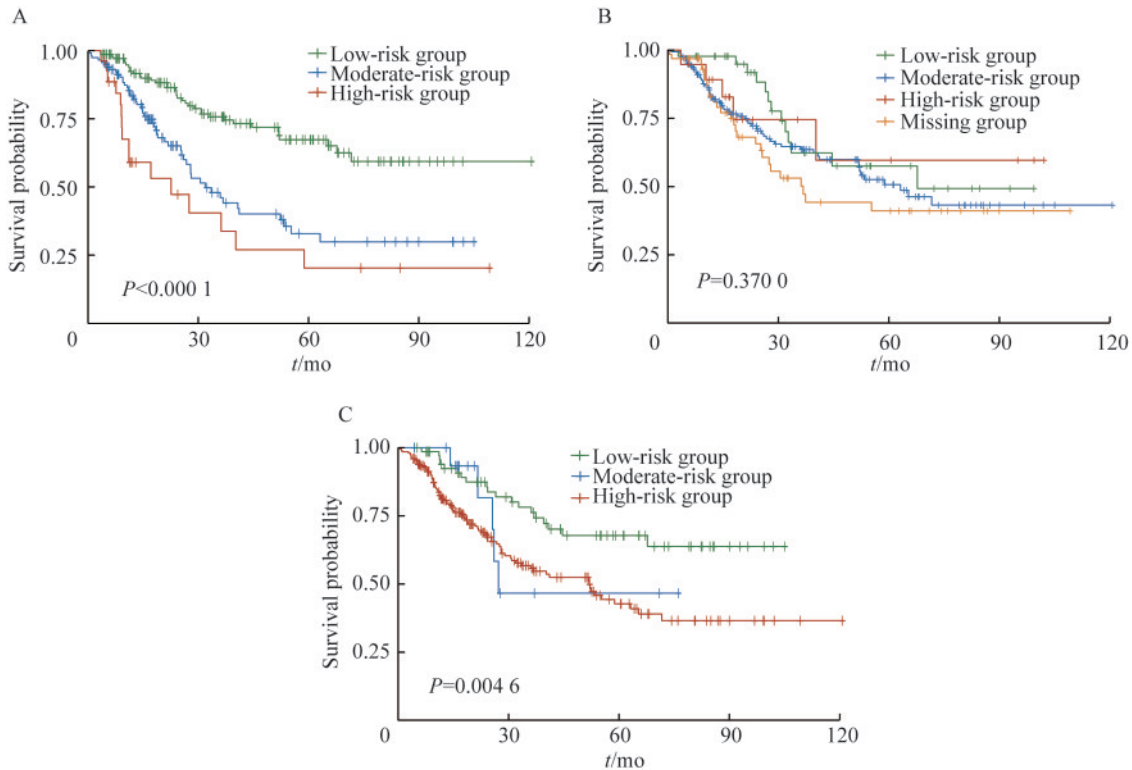 A
1.00
0.75
0.50
0.25
0
30
60
90
120
Survival probability
t/mo
Low-risk group
Moderate-risk group
High-risk group
P<0.000 1
B
1.00
0.75
0.50
0.25
0
30
60
90
120
Survival probability
t/mo
Low-risk group
Moderate-risk group
High-risk group
Missing group
P=0.370 0
C
1.00
0.75
0.50
0.25
0
30
60
90
120
Survival probability
t/mo
Low-risk group
Moderate-risk group
High-risk group
P=0.004 6